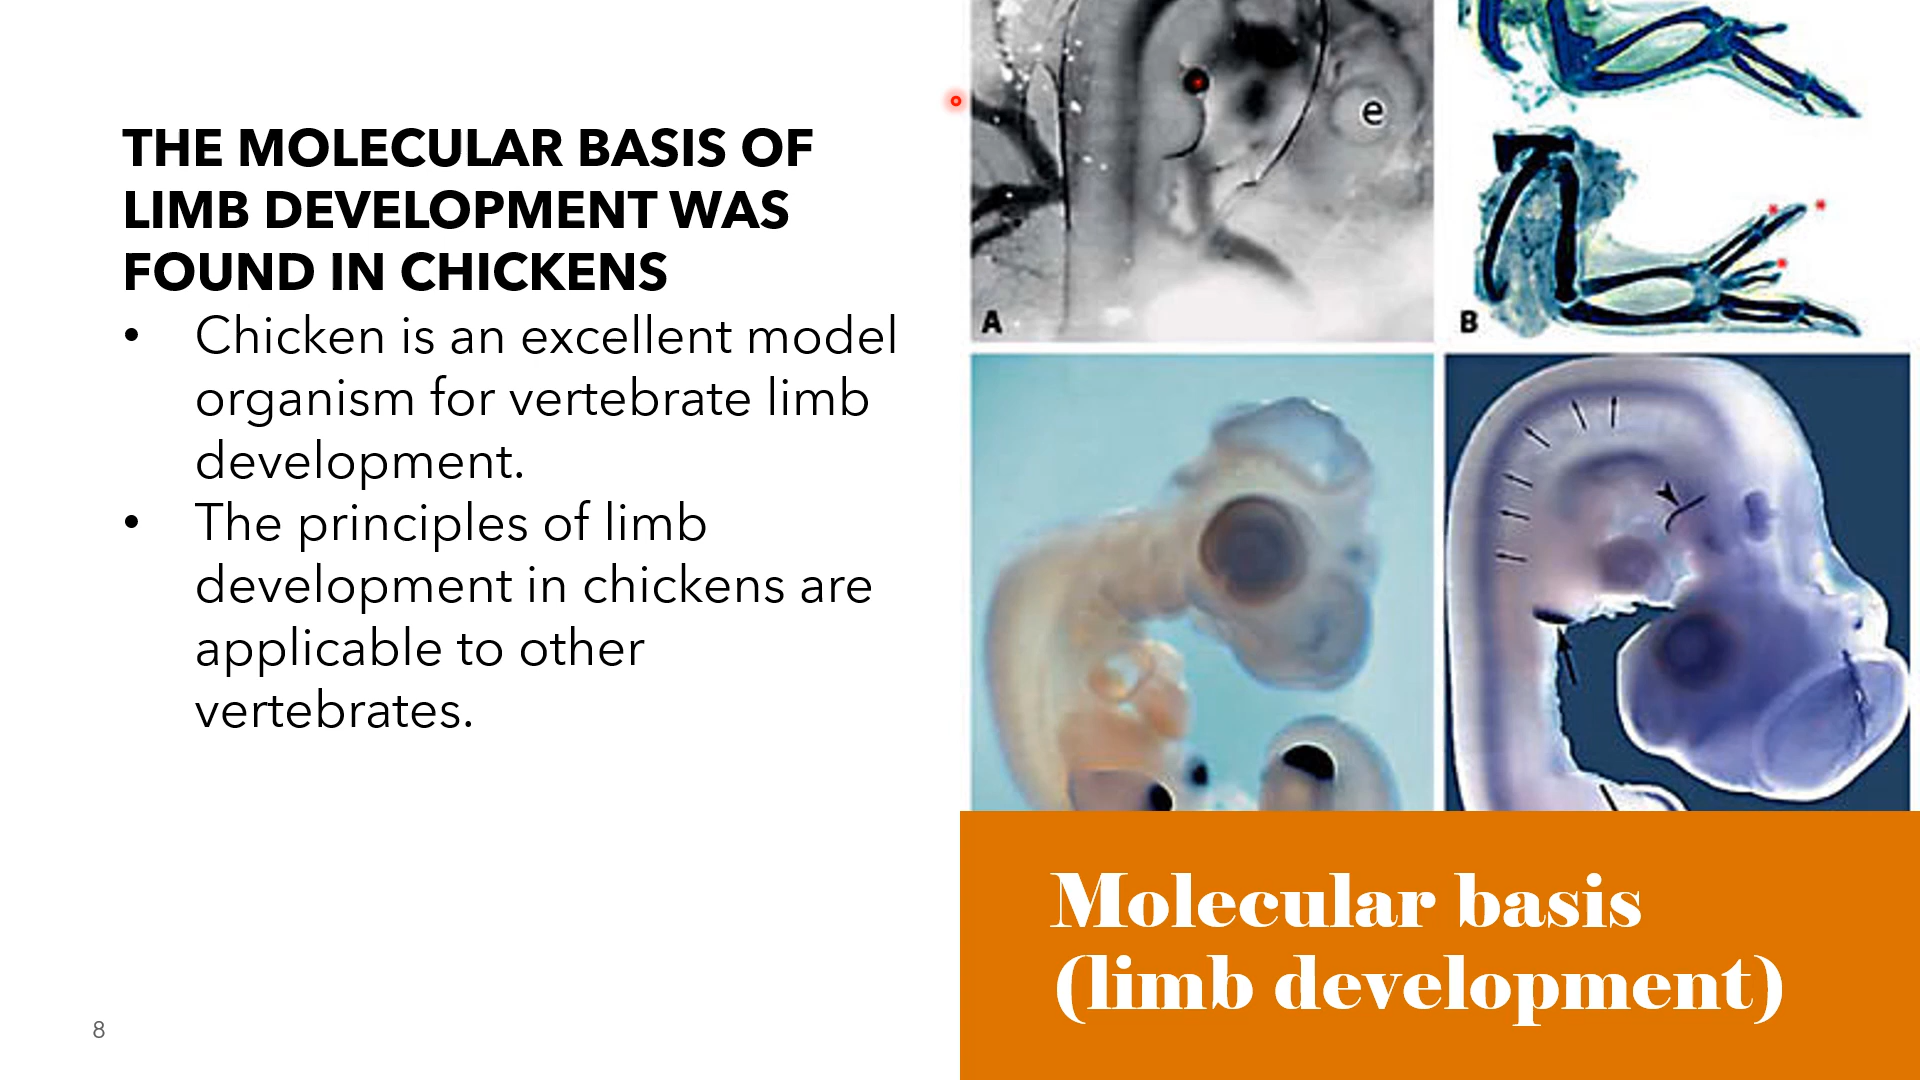 THE MOLECULAR BASIS OF
LIMB DEVELOPMENT WAS
FOUND IN CHICKENS
• Chicken is an excellent model
organism for vertebrate limb
development.
• The principles of limb
development in chickens are
applicable to other
vertebrates.
8
e
A
B
Molecular basis
(limb development)